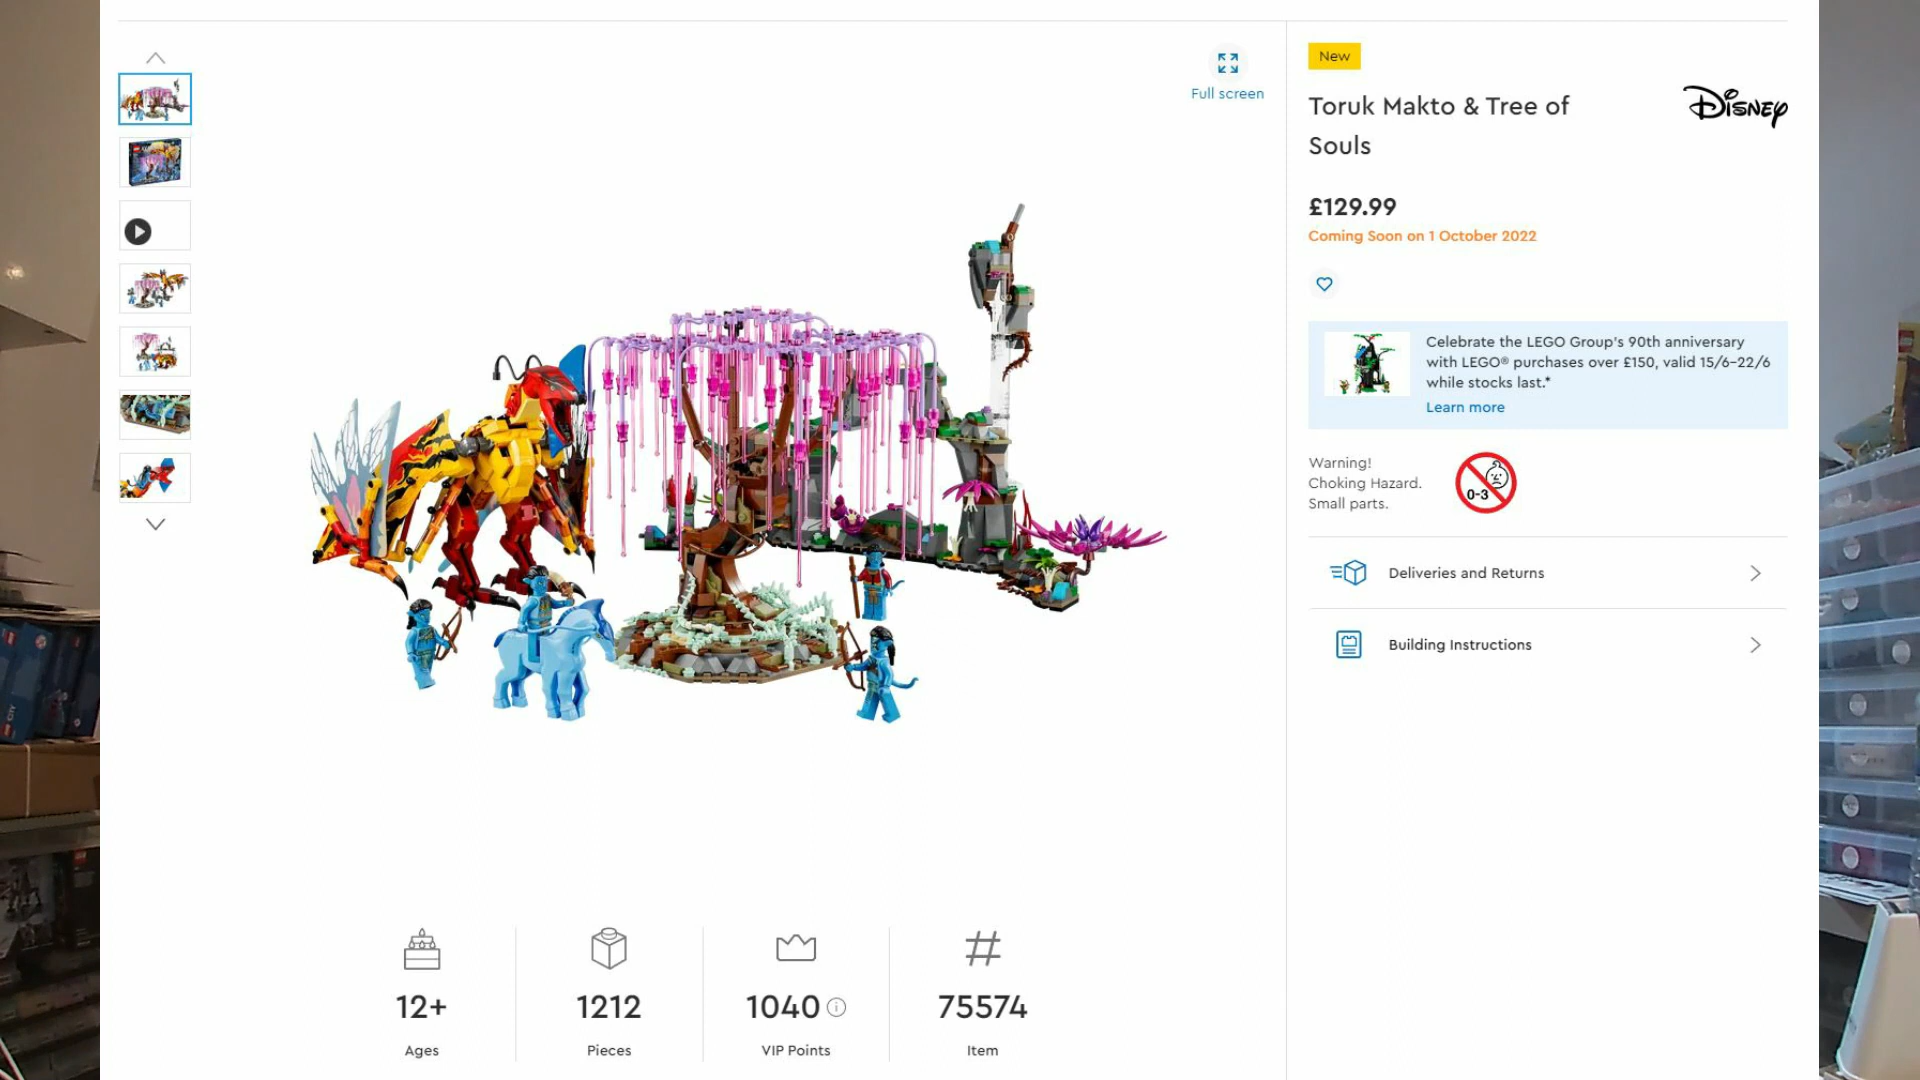 Full screen
New
Toruk Makto & Tree of
Souls
Disney
£129.99
Coming Soon on 1 October 2022
Celebrate the LEGO Group's 90th anniversary
with LEGO® purchases over £150, valid 15/6-22/6
while stocks last.*
Learn more
Warning!
Choking Hazard.
Small parts.
0-3
Deliveries and Returns
Building Instructions
12+
Ages
1212
Pieces
1040
VIP Points
#
75574
Item
CITY